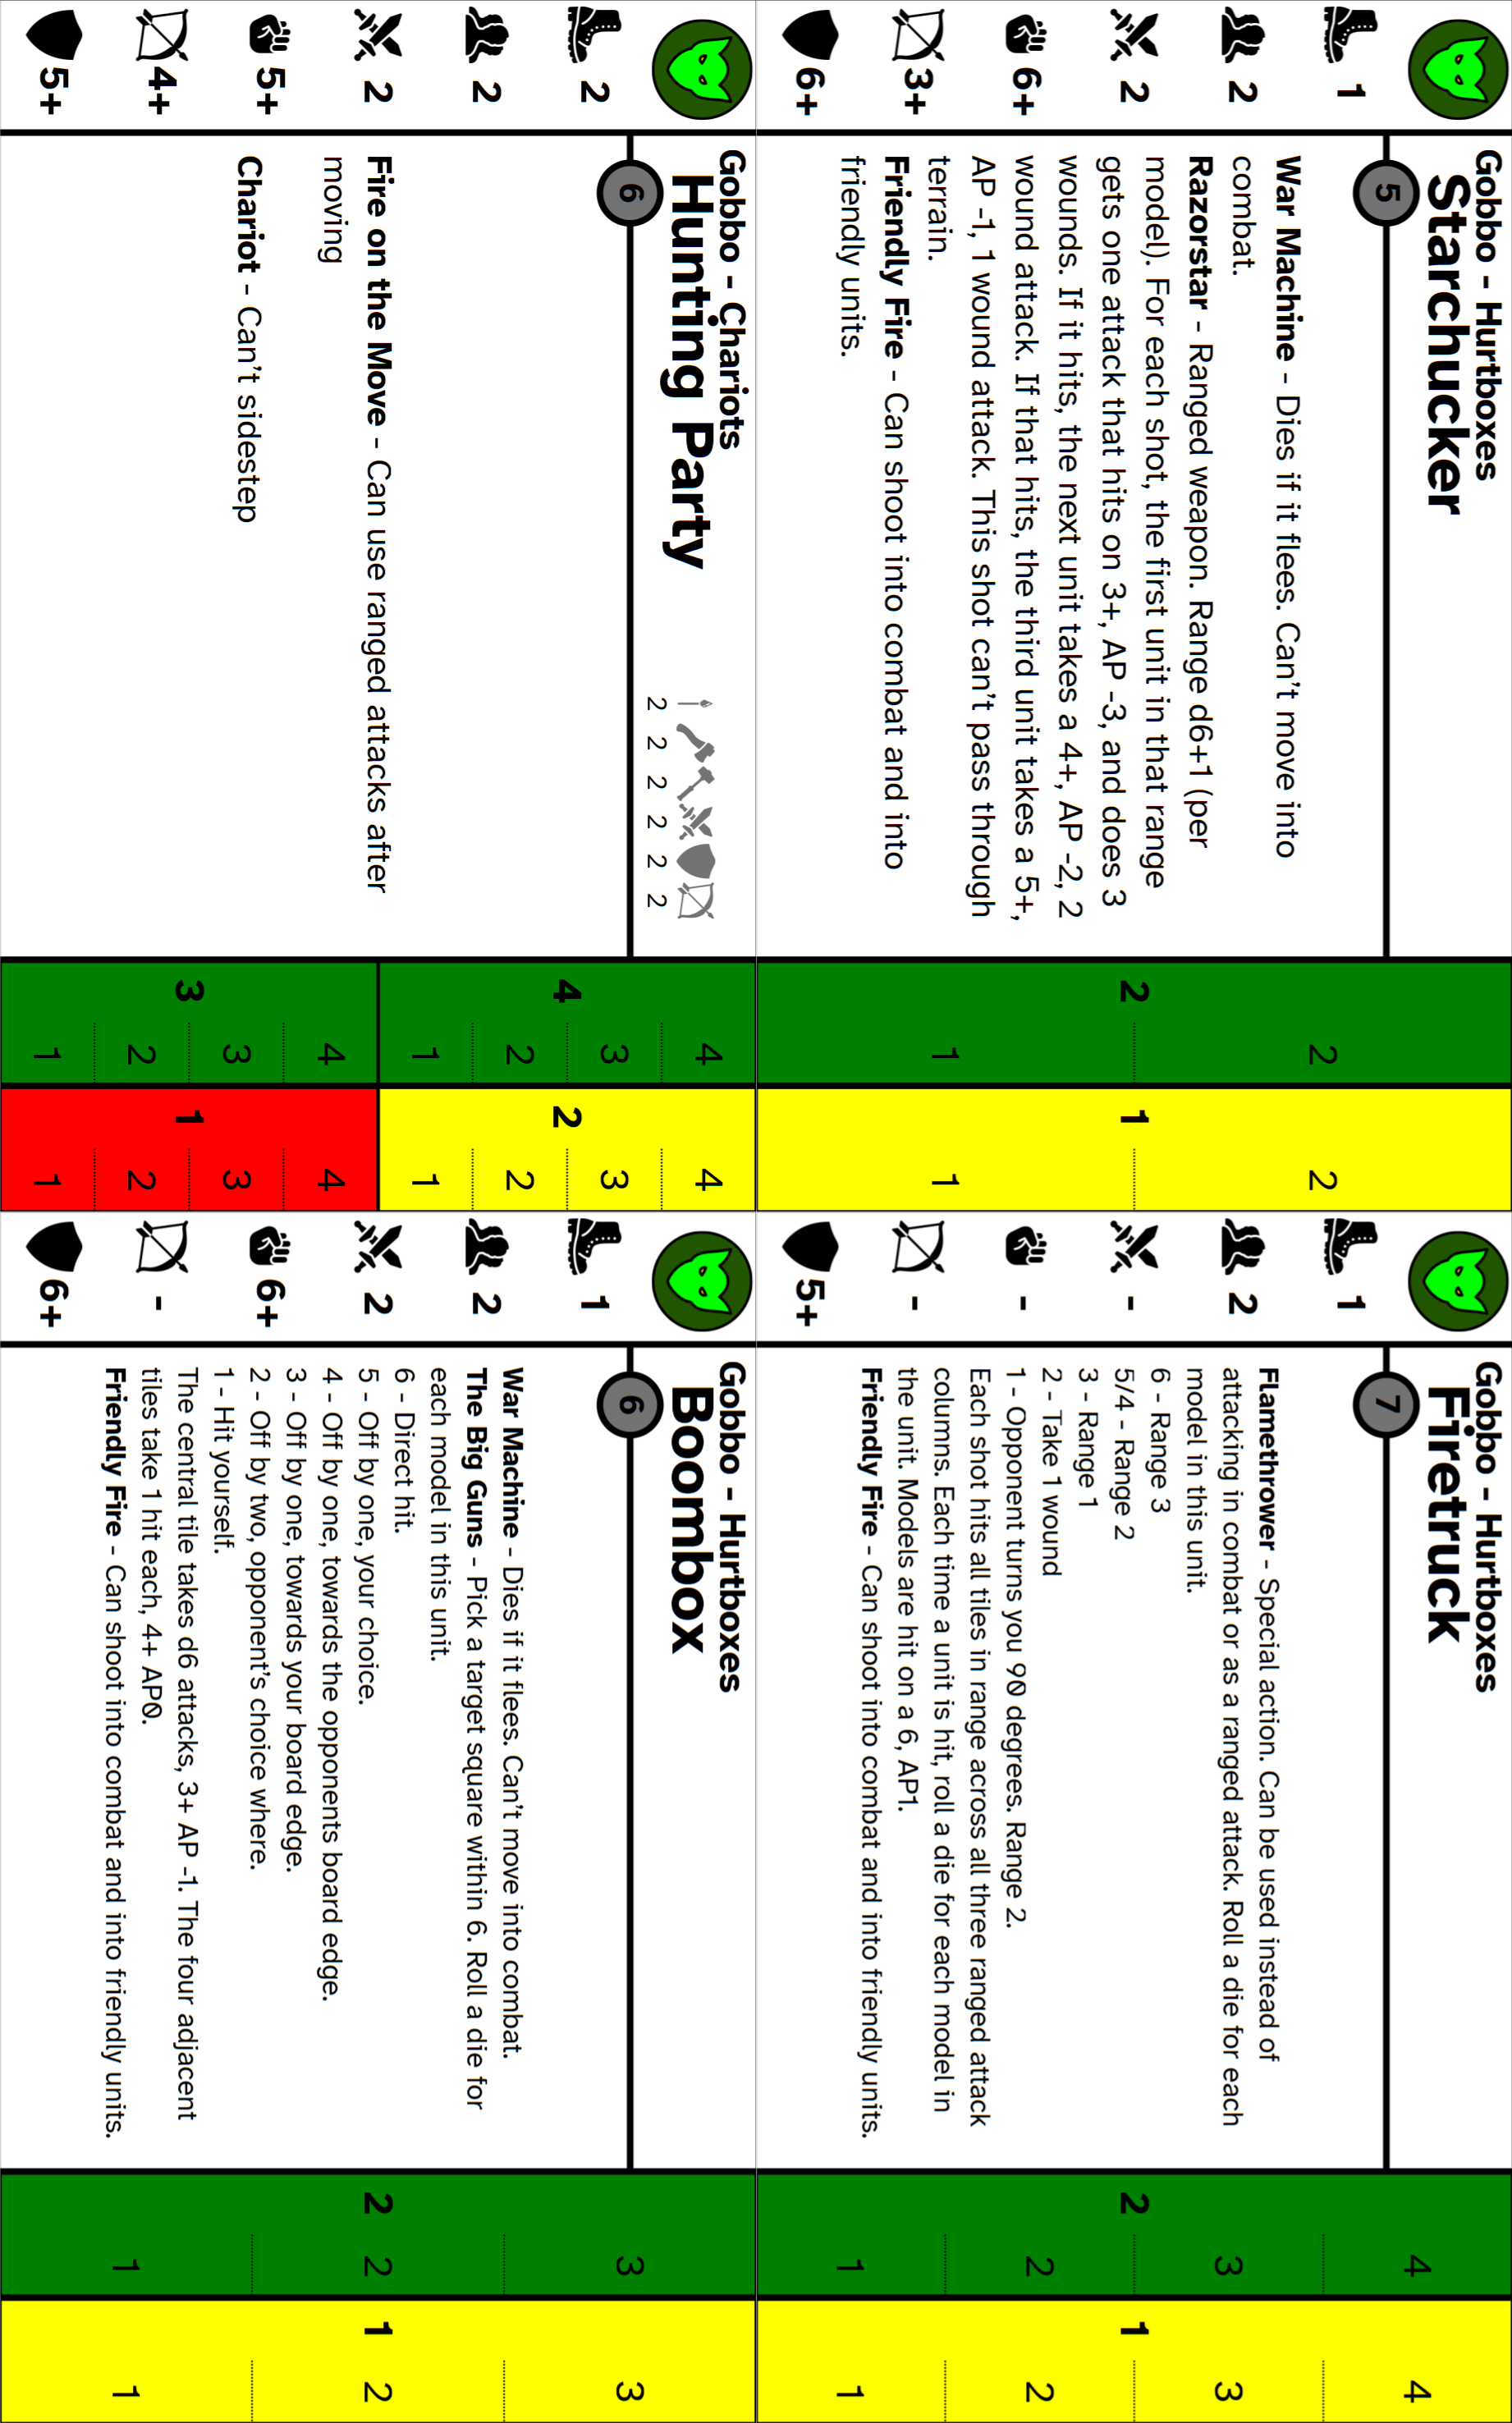 Gobbo - Hurtboxes
Starchucker
5
1
2
2
6+
3+
6+
War Machine - Dies if it flees. Can't move into
combat.
Razorstar - Ranged weapon. Range d6+1 (per
model). For each shot, the first unit in that range
gets one attack that hits on 3+, AP -3, and does 3
wounds. If it hits, the next unit takes a 4+, AP -2, 2
wound attack. If that hits, the third unit takes a 5+,
AP -1, 1 wound attack. This shot can't pass through
terrain.
Friendly Fire - Can shoot into combat and into
friendly units.
2
2
1
1
2
1
Gobbo - Hurtboxes
Firetruck
7
1
2
-
-
-
5+
Flamethrower - Special action. Can be used instead of
attacking in combat or as a ranged attack. Roll a die for each
model in this unit.
6 - Range 3
5/4 - Range 2
3 - Range 1
2 - Take 1 wound
1 - Opponent turns you 90 degrees. Range 2.
Each shot hits all tiles in range across all three ranged attack
columns. Each time a unit is hit, roll a die for each model in
the unit. Models are hit on a 6, AP1.
Friendly Fire - Can shoot into combat and into friendly units.
2
4
3
2
1
1
4
3
2
1
Gobbo - Chariots
Hunting Party
2 2 2 2 2 2
6
2
2
2
5+
4+
5+
Fire on the Move - Can use ranged attacks after
moving
Chariot - Can't sidestep
4
4
3
2
1
3
4
3
2
1
2
4
3
2
1
1
4
3
2
1
Gobbo - Hurtboxes
Boombox
6
1
2
2
6+
-
6+
War Machine - Dies if it flees. Can't move into combat.
The Big Guns - Pick a target square within 6. Roll a die for
each model in this unit.
6 - Direct hit.
5 - Off by one, your choice.
4 - Off by one, towards the opponents board edge.
3 - Off by one, towards your board edge.
2 - Off by two, opponent's choice where.
1 - Hit yourself.
The central tile takes d6 attacks, 3+ AP -1. The four adjacent
tiles take 1 hit each, 4+ AP0.
Friendly Fire - Can shoot into combat and into friendly units.
2
3
2
1
1
3
2
1